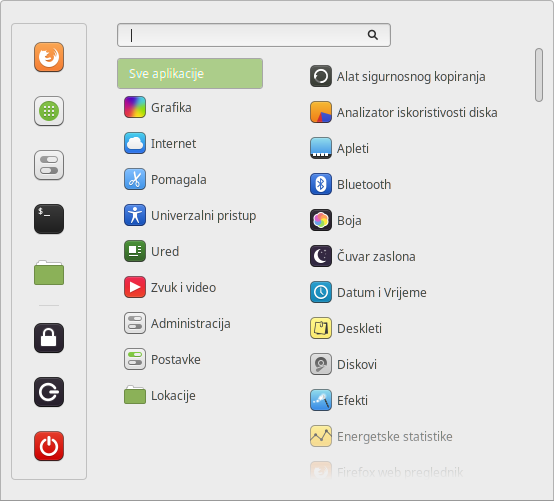 Sve aplikacije
Grafika
Internet
Pomagala
Univerzalni pristup
Ured
Zvuk i video
Administracija
Postavke
Lokacije
Alat sigurnosnog kopiranja
Analizator iskoristivosti diska
Apleti
Bluetooth
Boja
Čuvar zaslona
Datum i Vrijeme
Deskleti
Diskovi
Efekti
Energetske statistike
Firefox web preglednik
$_